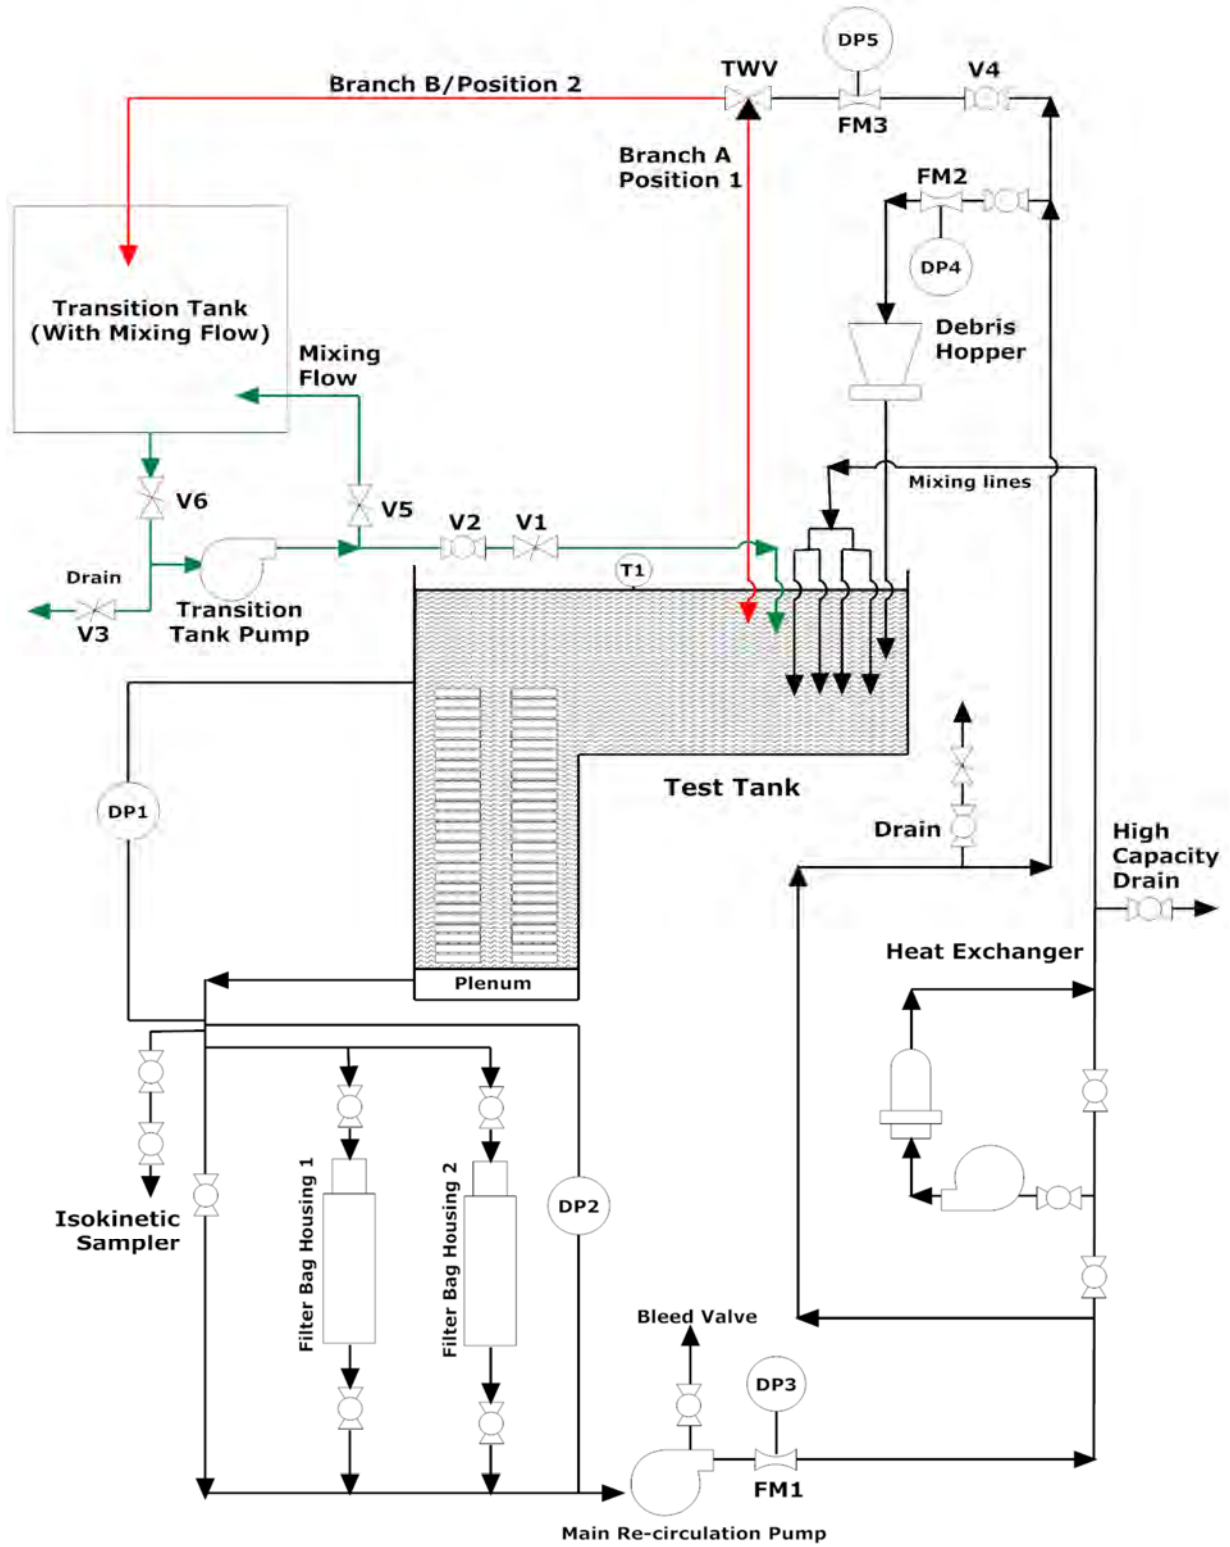 DP5
TWV
V4
Branch B/Position 2
FM3
Branch A
Position 1
FM2
DP4
Transition Tank
(With Mixing Flow)
Debris
Hopper
Mixing
Flow
Mixing lines
V6
V5
V2
V1
T1
Drain
V3
Transition
Tank Pump
Test Tank
DP1
Drain
High
Capacity
Drain
Heat Exchanger
Plenum
Isokinetic
Sampler
Filter Bag Housing 1
Filter Bag Housing 2
DP2
Bleed Valve
DP3
FM1
Main Re-circulation Pump